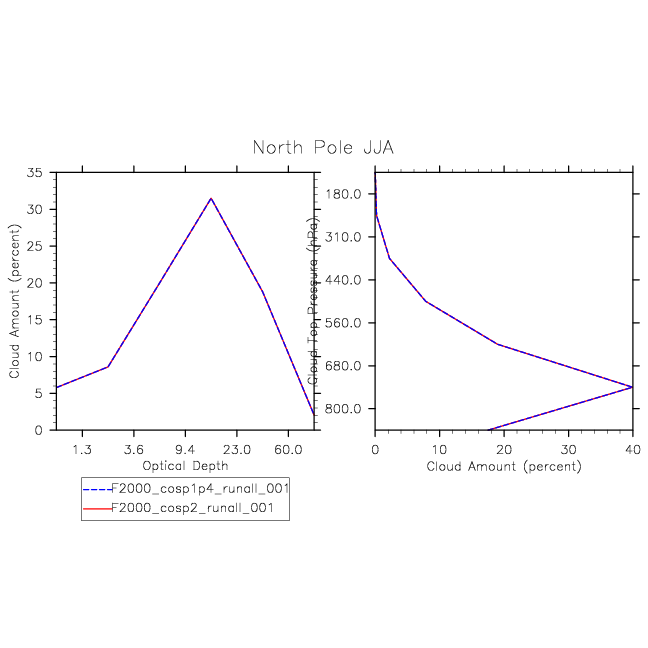 North Pole JJA
35
30
25
20
15
10
5
0
Cloud Amount (percent)
1.3 3.6 9.4 23.0 60.0
Optical Depth
Cloud Top Pressure (hPa)
180.0
310.0
440.0
560.0
680.0
800.0
0 10 20 30 40
Cloud Amount (percent)
F2000_cosp1p4_runall_001
F2000_cosp2_runall_001